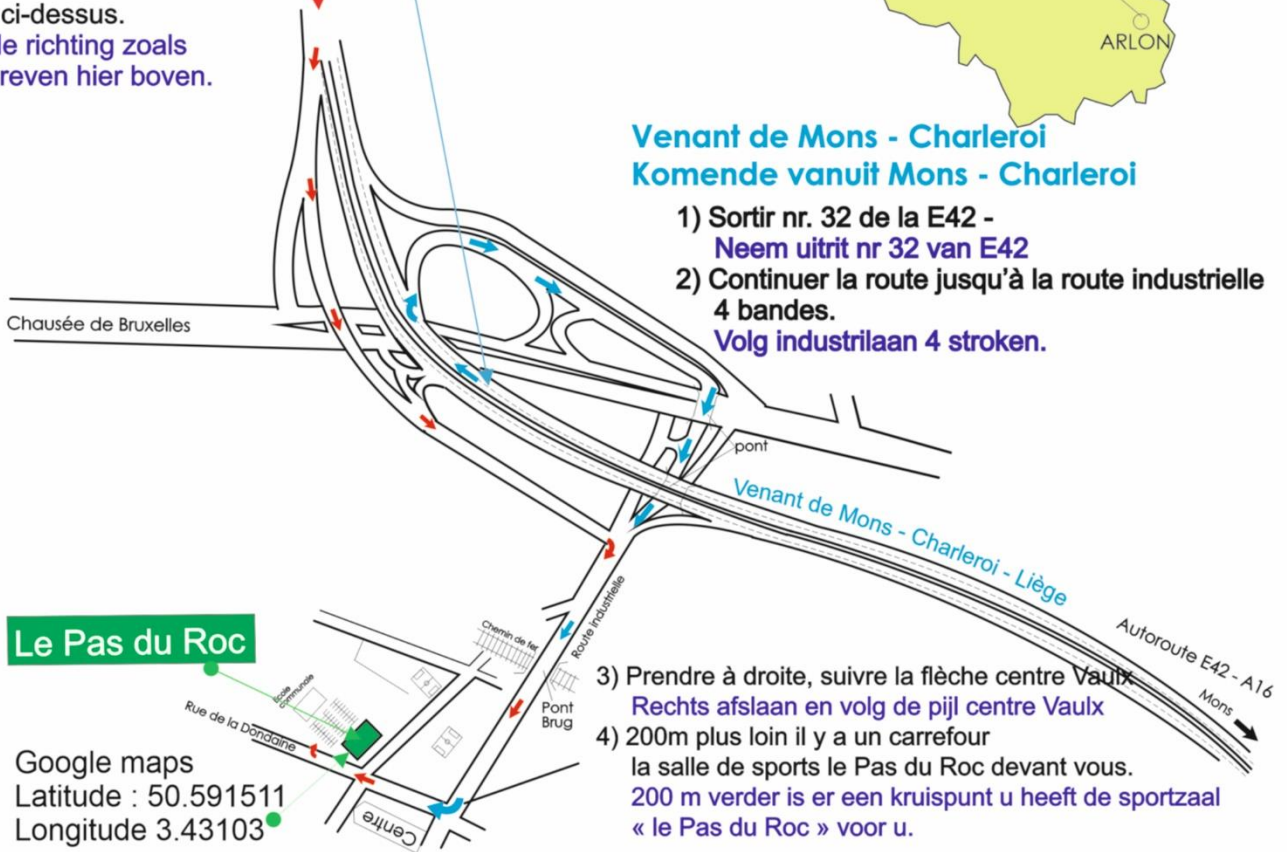 ci-dessus.
le richting zoals
reven hier boven.
ARLON
Venant de Mons - Charleroi
Komende vanuit Mons - Charleroi
1) Sortir nr. 32 de la E42 -
Neem uitrit nr 32 van E42
2) Continuer la route jusqu'à la route industrielle
4 bandes.
Volg industrilaan 4 stroken.
Chausée de Bruxelles
pont
Venant de Mons - Charleroi - Liège
Autoroute E42 - A16
Mons
Route industrielle
Chemin de fer
Pont
Brug
Le Pas du Roc
Ecole
communale
Rue de la Dondaine
3) Prendre à droite, suivre la flèche centre Vaulx
Rechts afslaan en volg de pijl centre Vaulx
4) 200m plus loin il y a un carrefour
la salle de sports le Pas du Roc devant vous.
200 m verder is er een kruispunt u heeft de sportzaal
« le Pas du Roc » voor u.
Google maps
Latitude : 50.591511
Longitude 3.43103
Centre